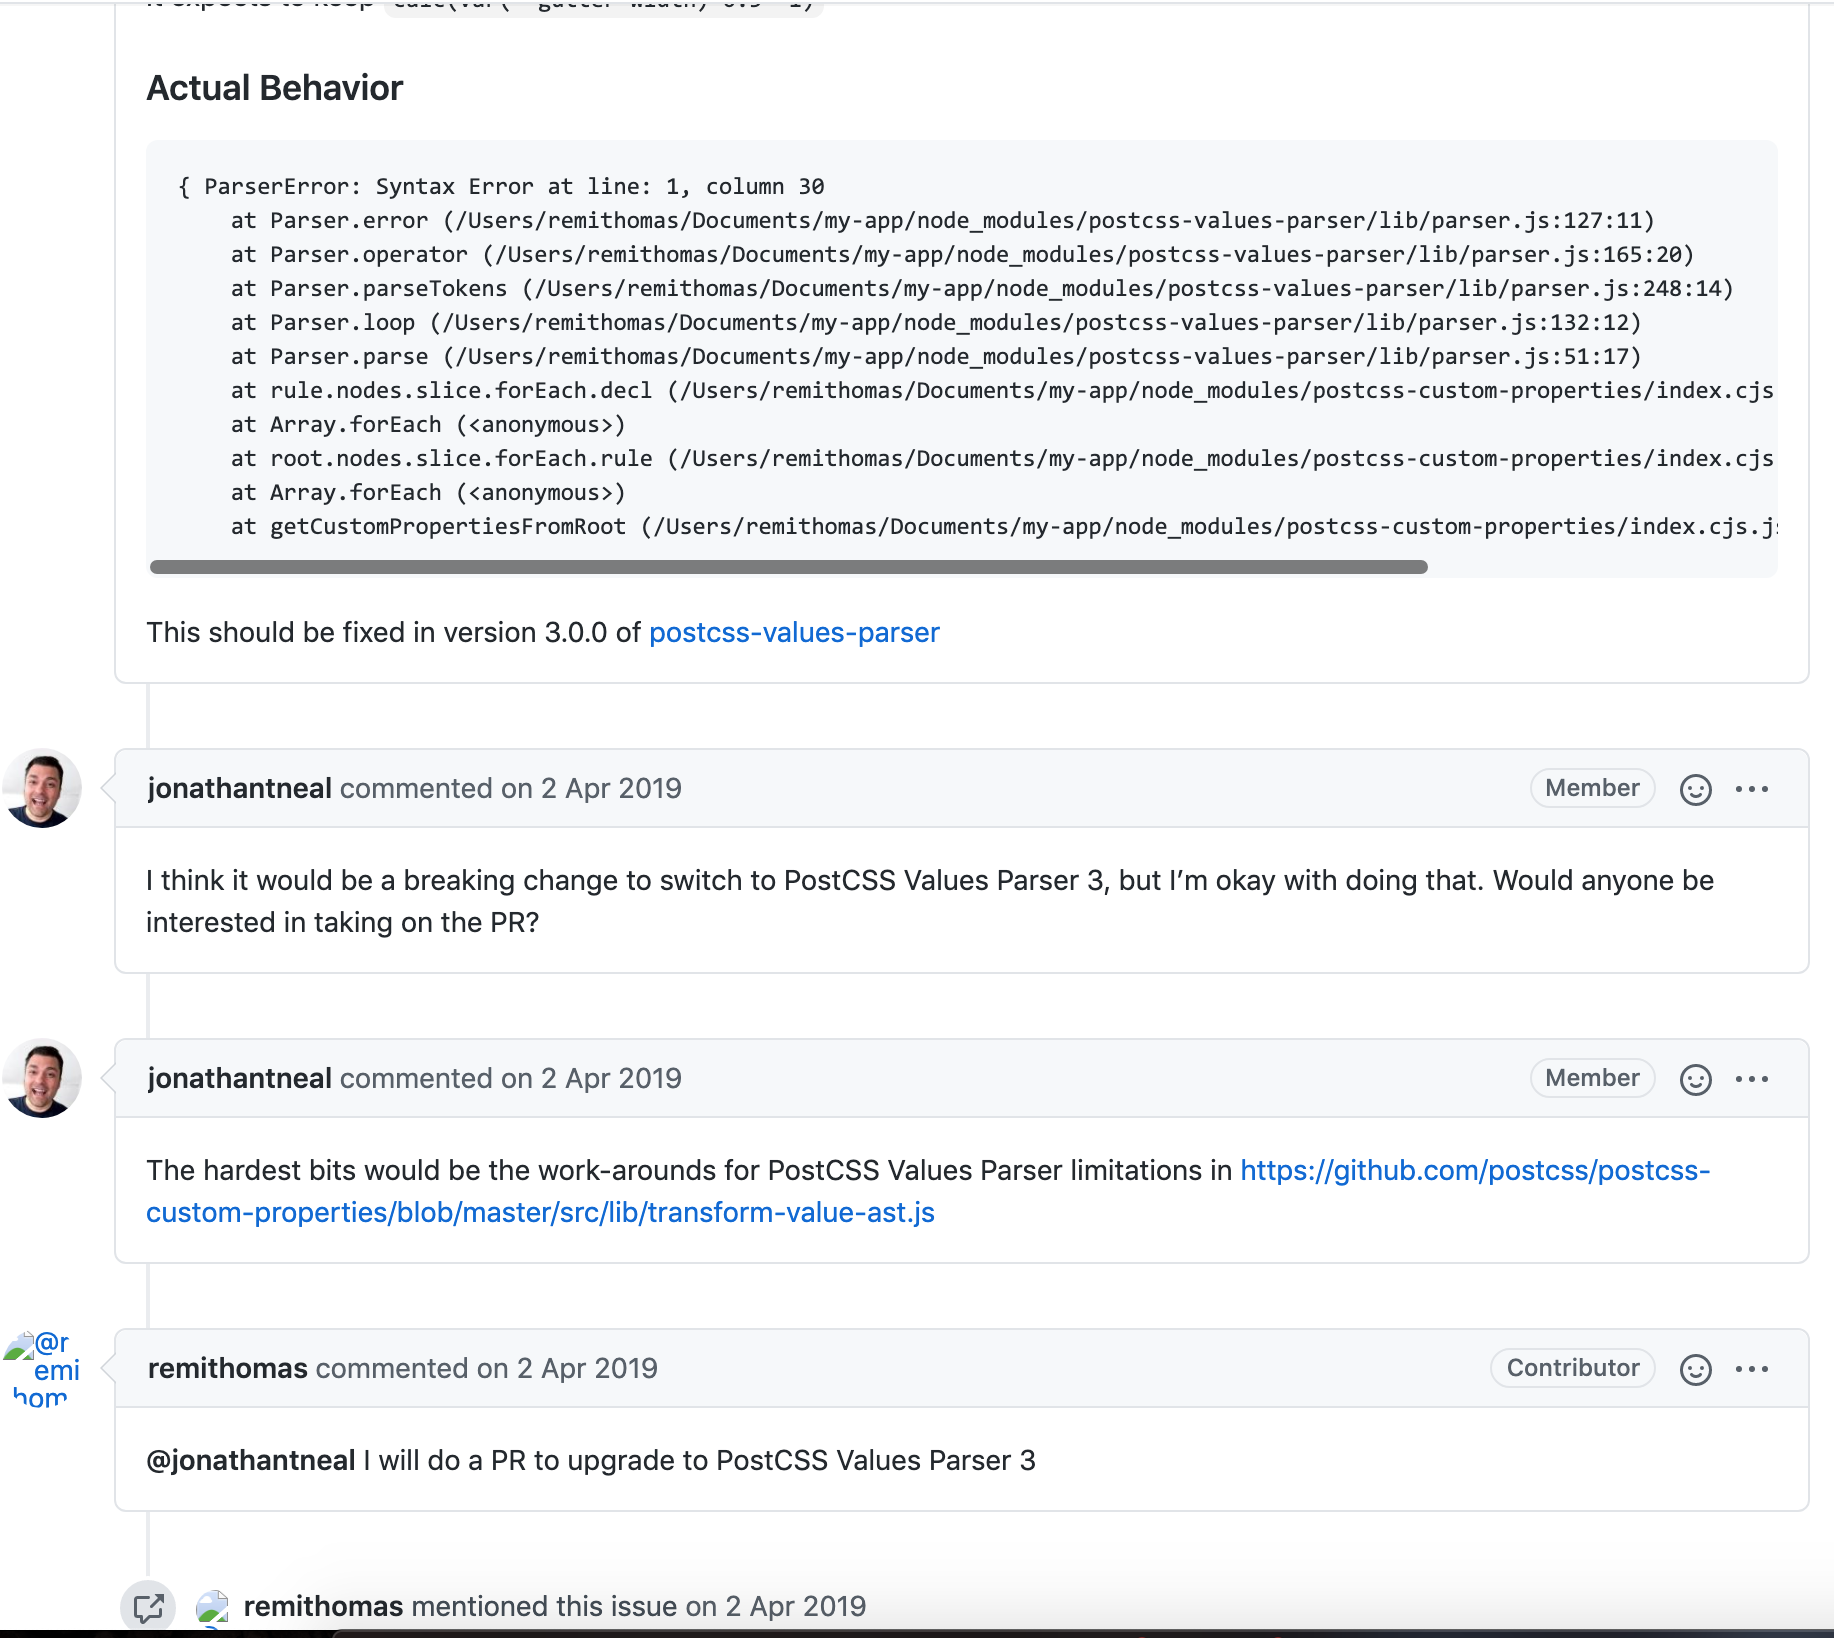 It expects to keep calc(var(--gutter-width)*0.5*-1)
Actual Behavior
{ ParserError: Syntax Error at line: 1, column 30
at Parser.error (/Users/remithomas/Documents/my-app/node_modules/postcss-values-parser/lib/parser.js:127:11)
at Parser.operator (/Users/remithomas/Documents/my-app/node_modules/postcss-values-parser/lib/parser.js:165:20)
at Parser.parseTokens (/Users/remithomas/Documents/my-app/node_modules/postcss-values-parser/lib/parser.js:248:14)
at Parser.loop (/Users/remithomas/Documents/my-app/node_modules/postcss-values-parser/lib/parser.js:132:12)
at Parser.parse (/Users/remithomas/Documents/my-app/node_modules/postcss-values-parser/lib/parser.js:51:17)
at rule.nodes.slice.forEach.decl (/Users/remithomas/Documents/my-app/node_modules/postcss-custom-properties/index.cjs
at Array.forEach (<anonymous>)
at root.nodes.slice.forEach.rule (/Users/remithomas/Documents/my-app/node_modules/postcss-custom-properties/index.cjs
at Array.forEach (<anonymous>)
at getCustomPropertiesFromRoot (/Users/remithomas/Documents/my-app/node_modules/postcss-custom-properties/index.cjs.js
This should be fixed in version 3.0.0 of postcss-values-parser
jonathantneal commented on 2 Apr 2019 Member
I think it would be a breaking change to switch to PostCSS Values Parser 3, but I’m okay with doing that. Would anyone be
interested in taking on the PR?
jonathantneal commented on 2 Apr 2019 Member
The hardest bits would be the work-arounds for PostCSS Values Parser limitations in https://github.com/postcss/postcss-
custom-properties/blob/master/src/lib/transform-value-ast.js
@r
emi
hom
remithomas commented on 2 Apr 2019 Contributor
@jonathantneal I will do a PR to upgrade to PostCSS Values Parser 3
remithomas mentioned this issue on 2 Apr 2019